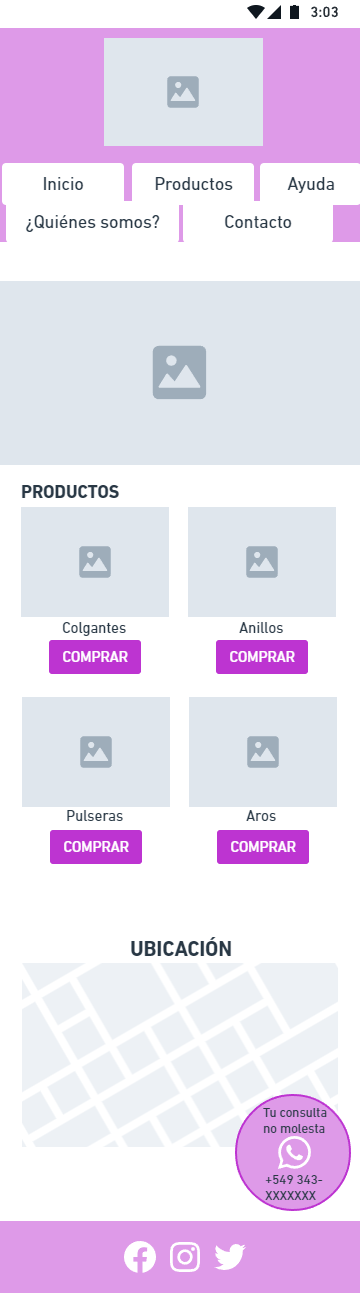 3:03
Inicio
Productos
Ayuda
¿Quiénes somos?
Contacto
PRODUCTOS
Colgantes
Anillos
COMPRAR
COMPRAR
Pulseras
Aros
COMPRAR
COMPRAR
UBICACIÓN
Tu consulta
no molesta
+549 343-
XXXXXXX